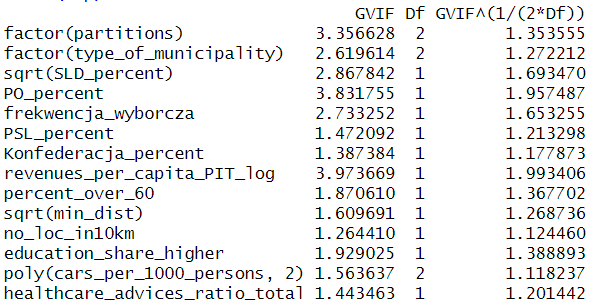 GVIF Df GVIF^(1/(2*Df))
factor(partitions) 3.356628 2 1.353555
factor(type_of_municipality) 2.619614 2 1.272212
sqrt(SLD_percent) 2.867842 1 1.693470
PO_percent 3.831755 1 1.957487
frekwencja_wyborcza 2.733252 1 1.653255
PSL_percent 1.472092 1 1.213298
Konfederacja_percent 1.387384 1 1.177873
revenues_per_capita_PIT_log 3.973669 1 1.993406
percent_over_60 1.870610 1 1.367702
sqrt(min_dist) 1.609691 1 1.268736
no_loc_in10km 1.264410 1 1.124460
education_share_higher 1.929025 1 1.388893
poly(cars_per_1000_persons, 2) 1.563637 2 1.118237
healthcare_advices_ratio_total 1.443463 1 1.201442